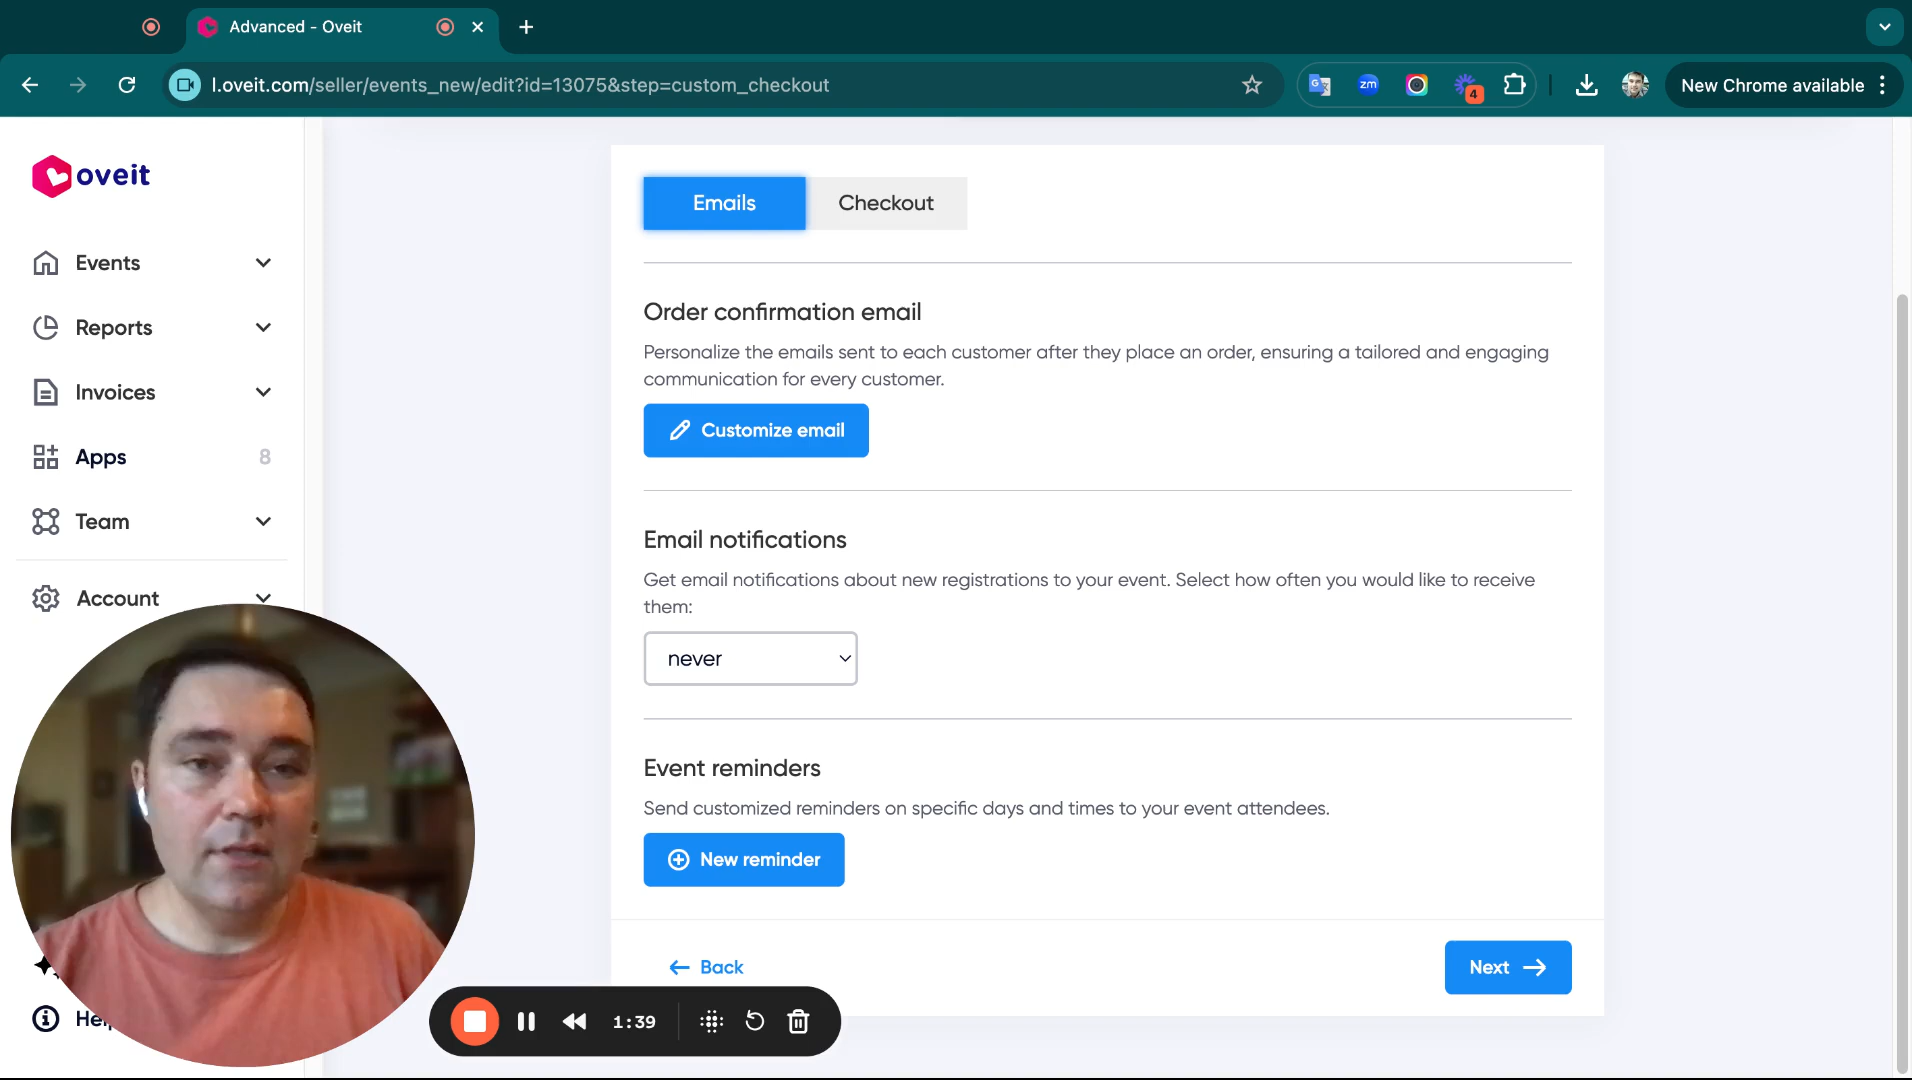 Advanced - Oveit
l.oveit.com/seller/events_new/edit?id=13075&step=custom_checkout
zm
4
New Chrome available
oveit
Events
Reports
Invoices
Apps
8
Team
Account
Emails
Checkout
Order confirmation email
Personalize the emails sent to each customer after they place an order, ensuring a tailored and engaging
communication for every customer.
Customize email
Email notifications
Get email notifications about new registrations to your event. Select how often you would like to receive
them:
never
Event reminders
Send customized reminders on specific days and times to your event attendees.
New reminder
Back
Next
1:39